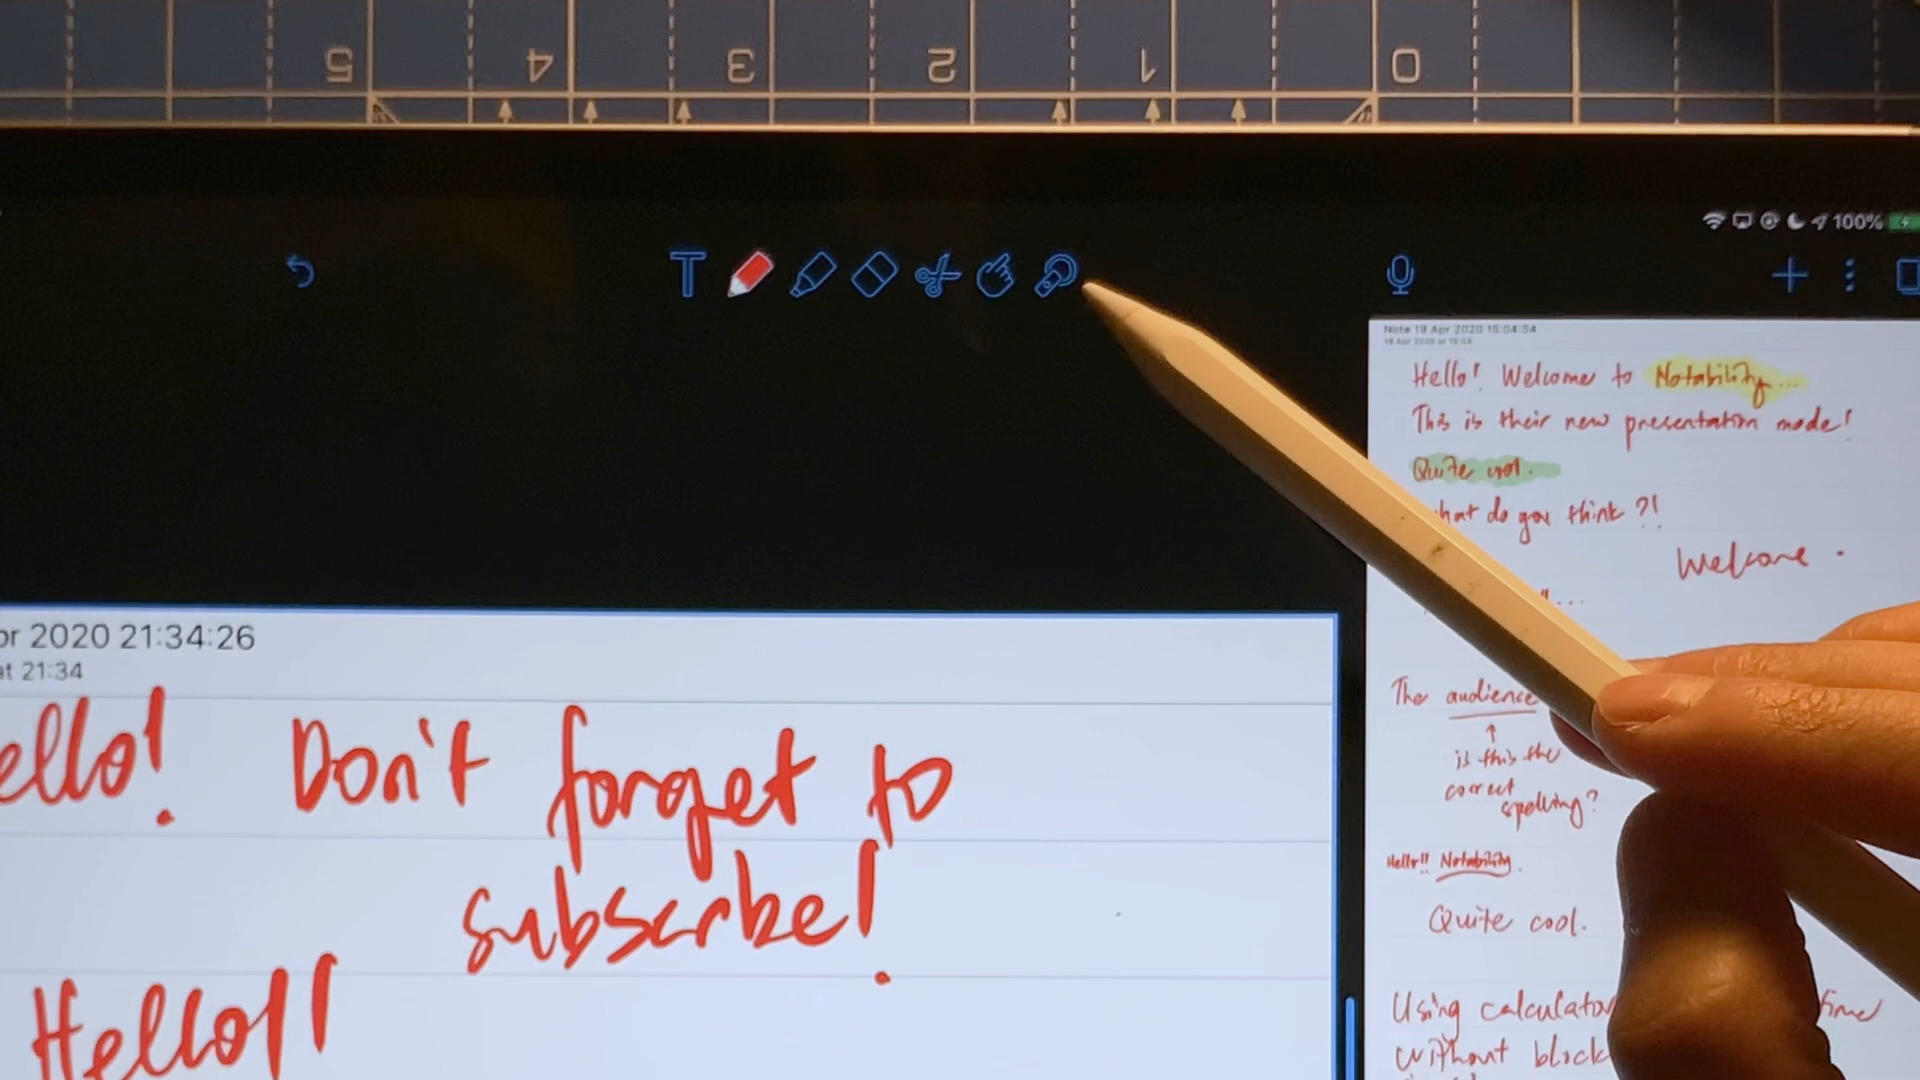 5 4 3 2 1 0
100%
T
Note 19 Apr 2020 15:04:54
Hello! Welcome to Notability...
This is their new presentation mode!
Quite cool.
hat do you think?!
Welcome.
The audience
↑
is this the
correct
spelling?
Hello!! Notability.
Quite cool.
Using calculator time
without block
pr 2020 21:34:26
at 21:34
ello! Don't forget to
subscribe!
Hello!!